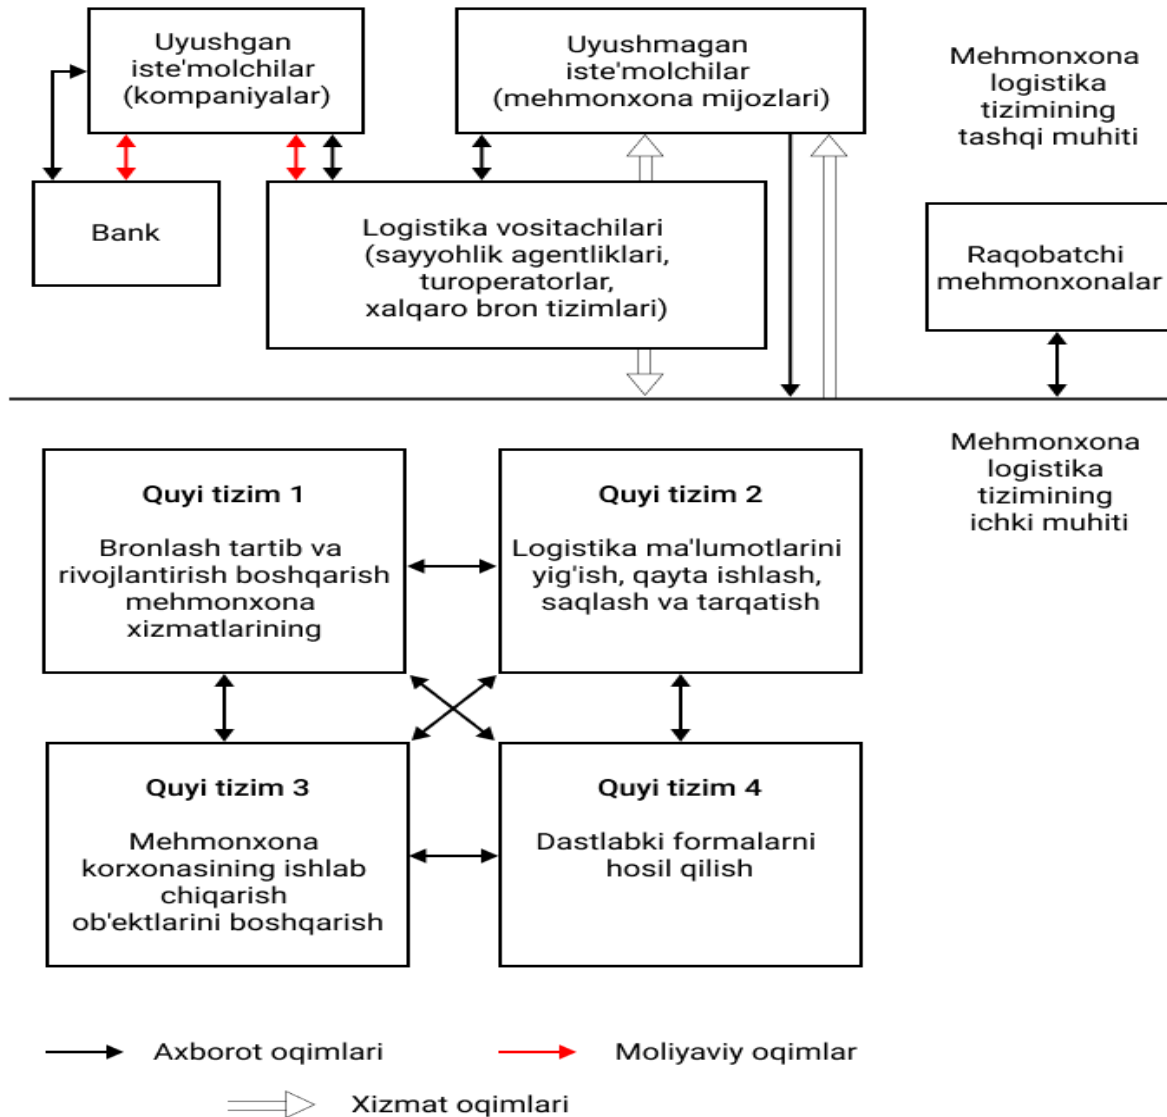 Uyushgan
iste'molchilar
(kompaniyalar)
Uyushmagan
iste'molchilar
(mehmonxona mijozlari)
Mehmonxona
logistika
tizimining
tashqi muhiti
Bank
Logistika vositachilari
(sayyohlik agentliklari,
turoperatorlar,
xalqaro bron tizimlari)
Raqobatchi
mehmonxonalar
Mehmonxona
logistika
tizimining
ichki muhiti
Quyi tizim 1
Bronlash tartib va
rivojlantirish boshqarish
mehmonxona
xizmatlarining
Quyi tizim 2
Logistika ma'lumotlarini
yig'ish, qayta ishlash,
saqlash va tarqatish
Quyi tizim 3
Mehmonxona
korxonasining ishlab
chiqarish
ob'ektlarini boshqarish
Quyi tizim 4
Dastlabki formalarni
hosil qilish
Axborot oqimlari
Moliyaviy oqimlar
Xizmat oqimlari